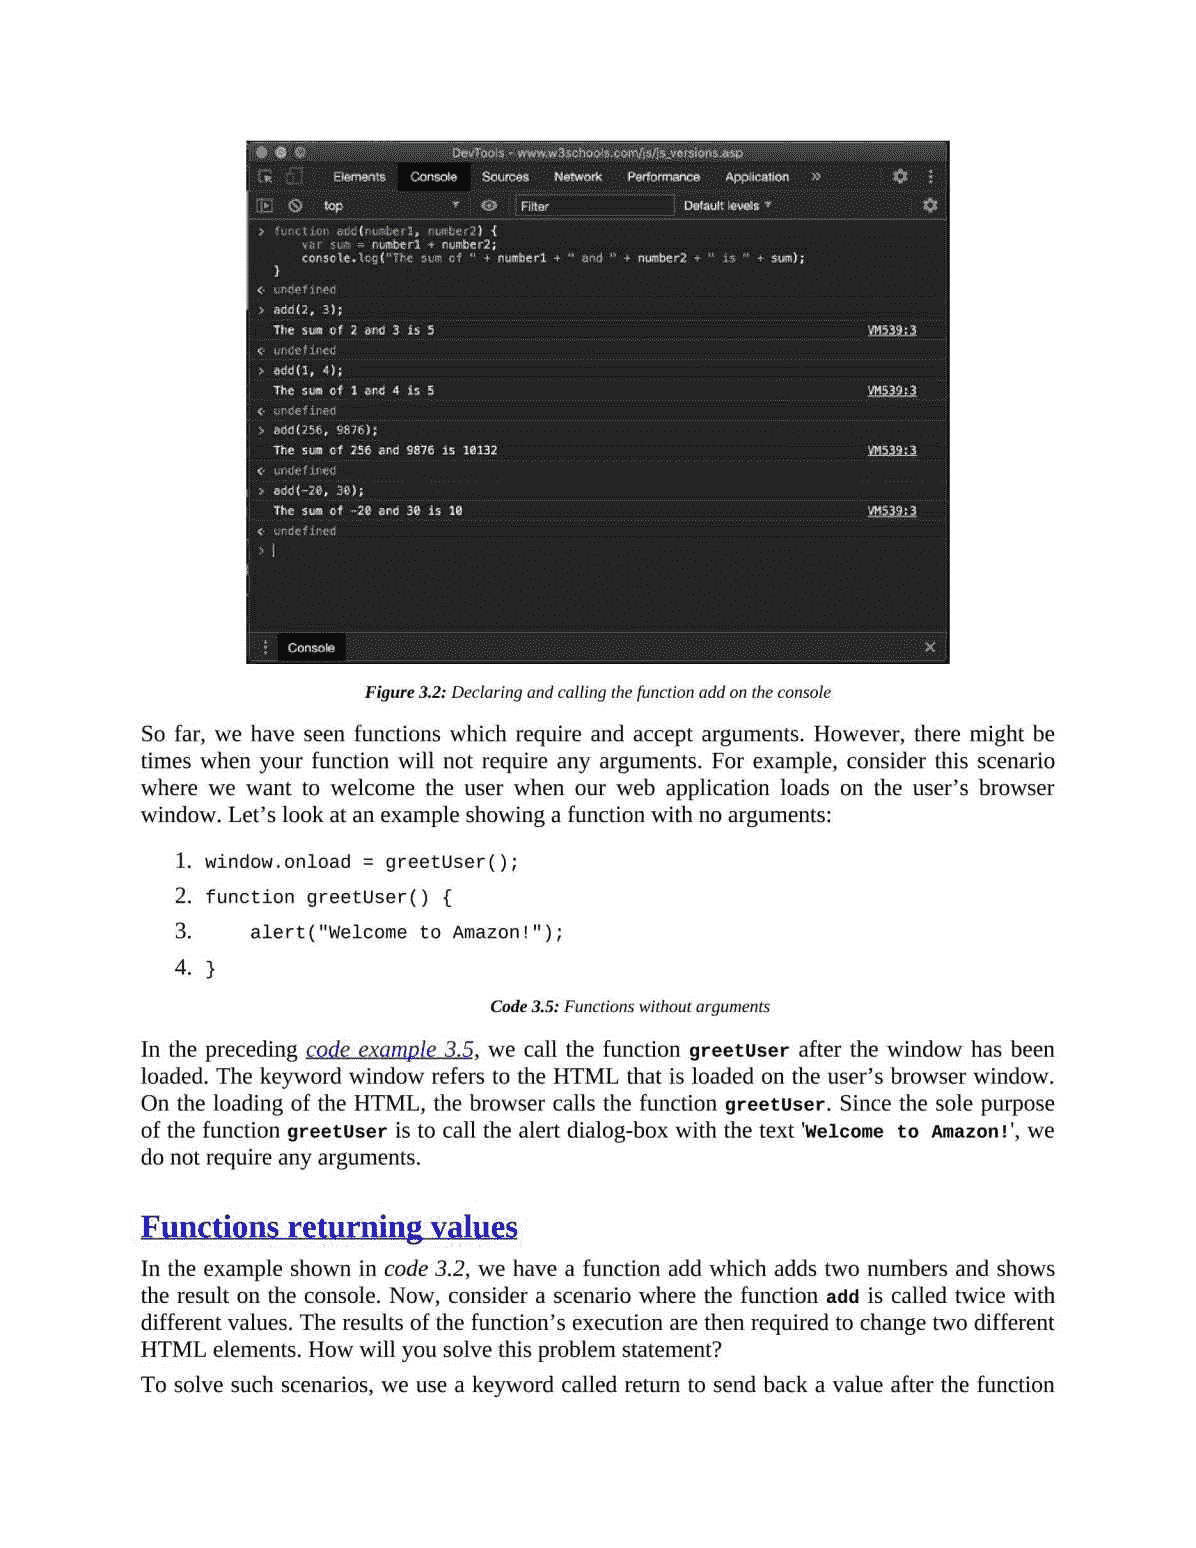 DevTools - www.w3schools.com/js/js_versions.asp
Elements Console Sources Network Performance Application »
top ▼ Filter Default levels ▼
> function add(number1, number2) {
var sum = number1 + number2;
console.log("The sum of " + number1 + " and " + number2 + " is " + sum);
}
< undefined
> add(2, 3);
The sum of 2 and 3 is 5 VM539:3
< undefined
> add(1, 4);
The sum of 1 and 4 is 5 VM539:3
< undefined
> add(256, 9876);
The sum of 256 and 9876 is 10132 VM539:3
< undefined
> add(-20, 30);
The sum of -20 and 30 is 10 VM539:3
< undefined
>
Console
Figure 3.2: Declaring and calling the function add on the console
So far, we have seen functions which require and accept arguments. However, there might be
times when your function will not require any arguments. For example, consider this scenario
where we want to welcome the user when our web application loads on the user’s browser
window. Let’s look at an example showing a function with no arguments:
1. window.onload = greetUser();
2. function greetUser() {
3. alert("Welcome to Amazon!");
4. }
Code 3.5: Functions without arguments
In the preceding code example 3.5, we call the function greetUser after the window has been
loaded. The keyword window refers to the HTML that is loaded on the user’s browser window.
On the loading of the HTML, the browser calls the function greetUser. Since the sole purpose
of the function greetUser is to call the alert dialog-box with the text 'Welcome to Amazon!', we
do not require any arguments.
Functions returning values
In the example shown in code 3.2, we have a function add which adds two numbers and shows
the result on the console. Now, consider a scenario where the function add is called twice with
different values. The results of the function’s execution are then required to change two different
HTML elements. How will you solve this problem statement?
To solve such scenarios, we use a keyword called return to send back a value after the function